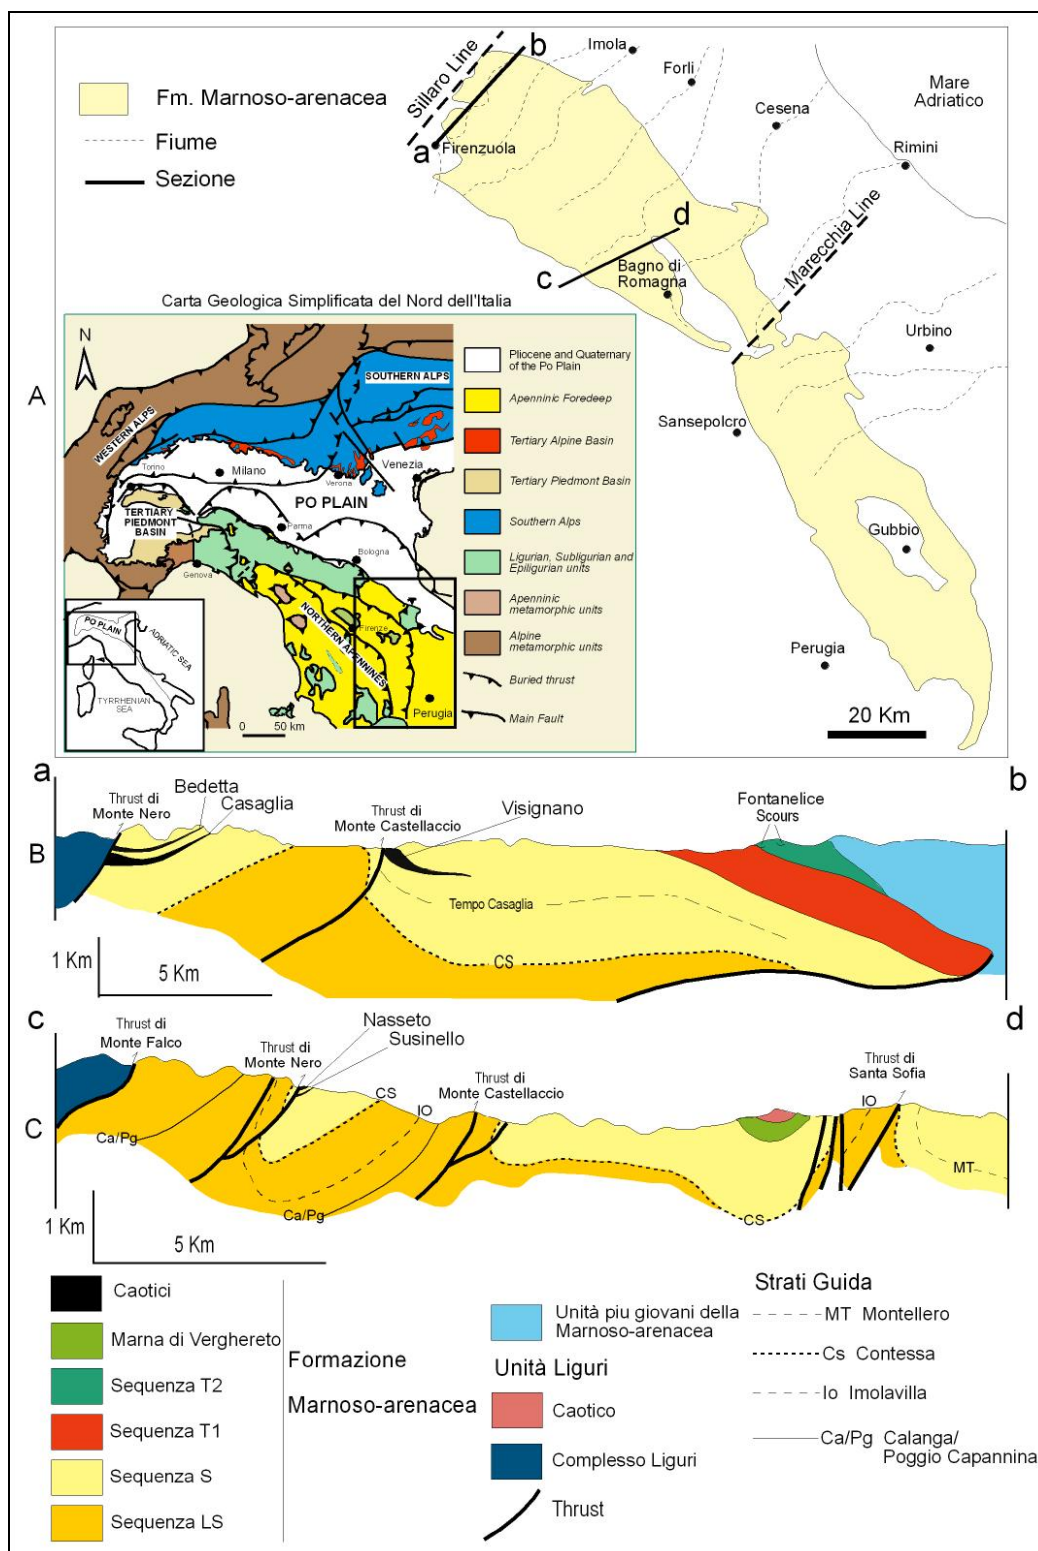 Fm. Marnoso-arenacea
Fiume
Sezione
Sillaro Line
b
a
Firenzuola
Imola
Forli
Cesena
Mare
Adriatico
Rimini
Marecchia Line
d
c
Bagno di
Romagna
Urbino
Sansepolcro
Gubbio
Perugia
20 Km
A
Carta Geologica Simplificata del Nord dell'Italia
N
WESTERN ALPS
SOUTHERN ALPS
Torino
Milano
Verona
Venezia
PO PLAIN
TERTIARY
PIEDMONT
BASIN
Parma
Bologna
Genova
NORTHERN APENNINES
Firenze
Perugia
0 50 km
PO PLAIN
ADRIATIC SEA
TYRRHENIAN
SEA
Pliocene and Quaternary
of the Po Plain
Apenninic Foredeep
Tertiary Alpine Basin
Tertiary Piedmont Basin
Southern Alps
Ligurian, Subligurian and
Epiligurian units
Apenninic
metamorphic units
Alpine
metamorphic units
Buried thrust
Main Fault
a
b
B
Thrust di
Monte Nero
Bedetta
Casaglia
Thrust di
Monte Castellaccio
Visignano
Fontanelice
Scours
Tempo Casaglia
CS
1 Km
5 Km
c
d
C
Thrust di
Monte Falco
Thrust di
Monte Nero
Nasseto
Susinello
CS
IO
Thrust di
Monte Castellaccio
Thrust di
Santa Sofia
IO
MT
Ca/Pg
Ca/Pg
CS
1 Km
5 Km
Caotici
Marna di Verghereto
Sequenza T2
Sequenza T1
Sequenza S
Sequenza LS
Formazione
Marnoso-arenacea
Unità piu giovani della
Marnoso-arenacea
Unità Liguri
Caotico
Complesso Liguri
Thrust
Strati Guida
MT Montellero
Cs Contessa
Io Imolavilla
Ca/Pg Calanga/
Poggio Capannina